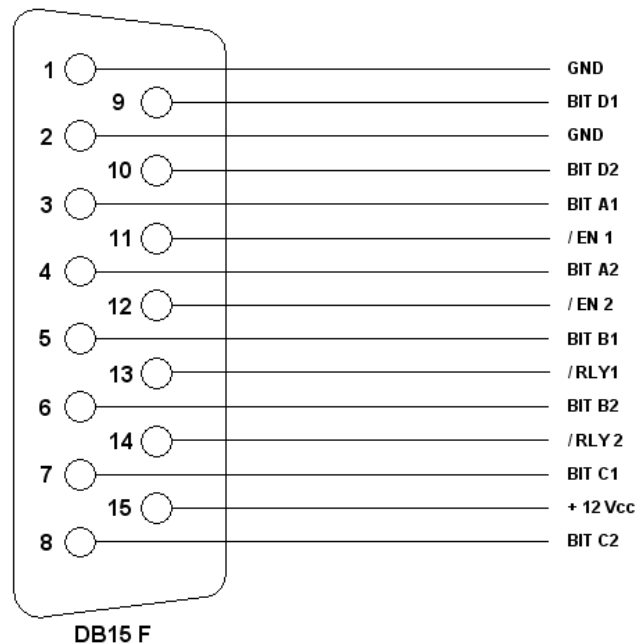 1 GND
9 BIT D1
2 GND
10 BIT D2
3 BIT A1
11 / EN 1
4 BIT A2
12 / EN 2
5 BIT B1
13 / RLY1
6 BIT B2
14 / RLY 2
7 BIT C1
15 + 12 Vcc
8 BIT C2
DB15 F